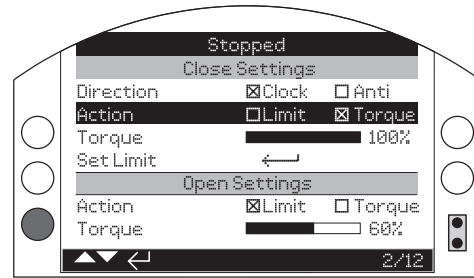 Stopped
Close Settings
Direction ☒Clock ☐Anti
Action ☐Limit ☒Torque
Torque 100%
Set Limit
Open Settings
Action ☒Limit ☐Torque
Torque 60%
2/12